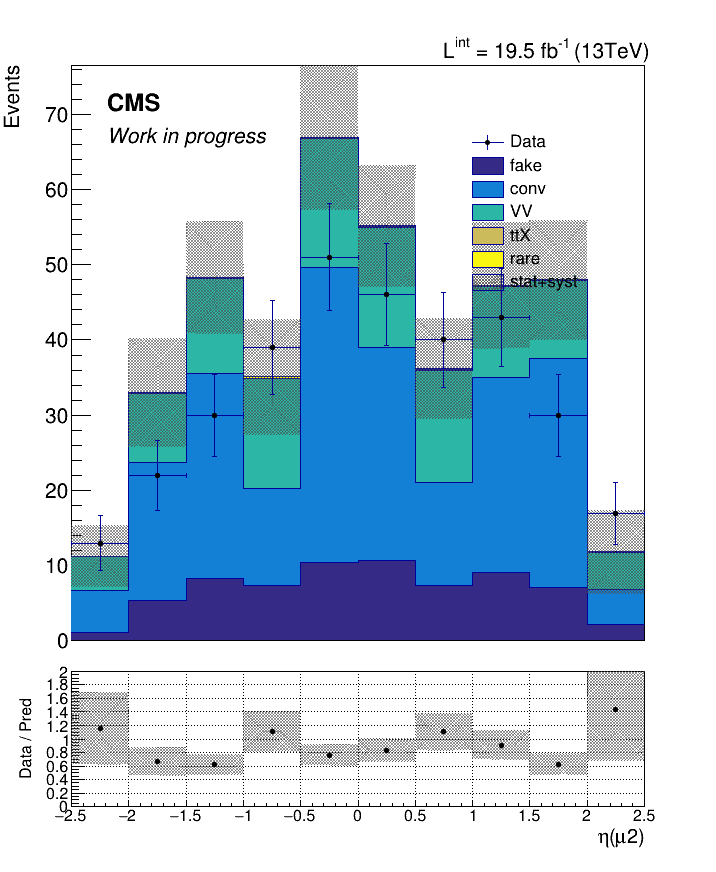 L^int = 19.5 fb^-1 (13TeV)
Events
CMS
Work in progress
Data
fake
conv
VV
ttX
rare
stat+syst
70
60
50
40
30
20
10
0
Data / Pred
2
1.8
1.6
1.4
1.2
1
0.8
0.6
0.4
0.2
0
−2.5 −2 −1.5 −1 −0.5 0 0.5 1 1.5 2 2.5
η(μ2)